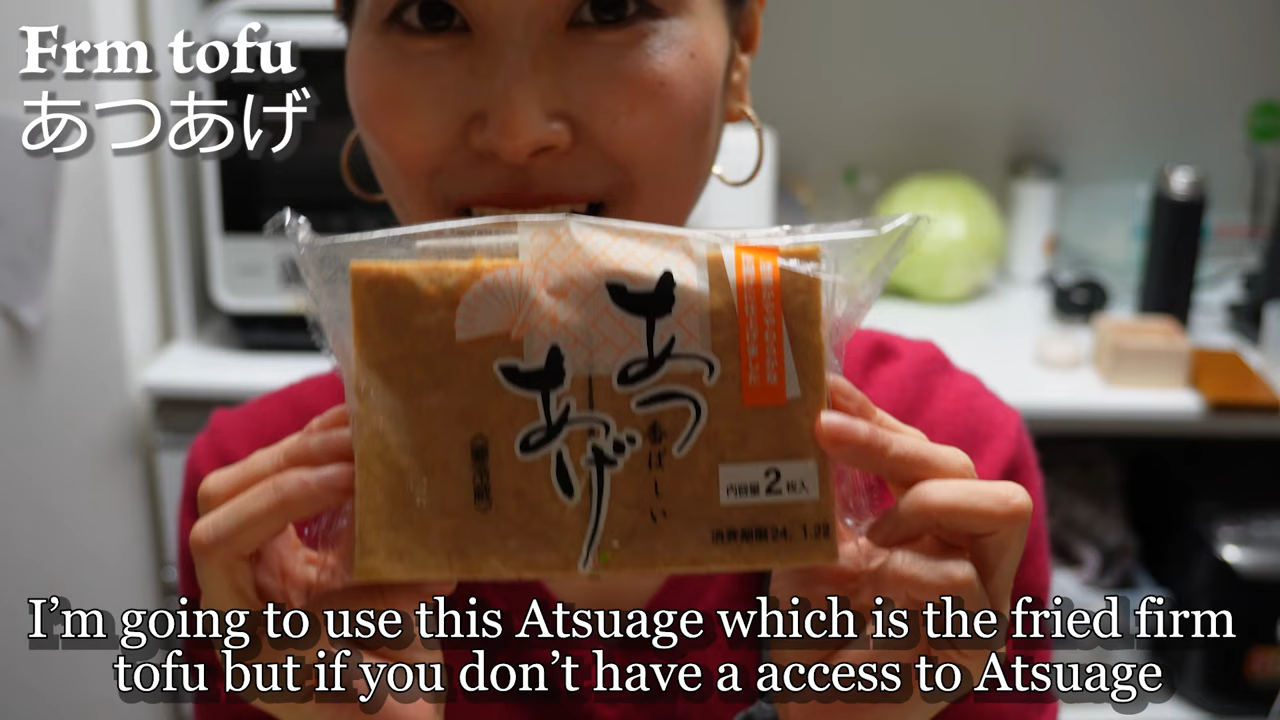 Frm tofu
あつあげ
あつ
あげ
香ばしい
内容量 2 枚入
消費期限 24. 1.22
I’m going to use this Atsuage which is the fried firm
tofu but if you don’t have a access to Atsuage